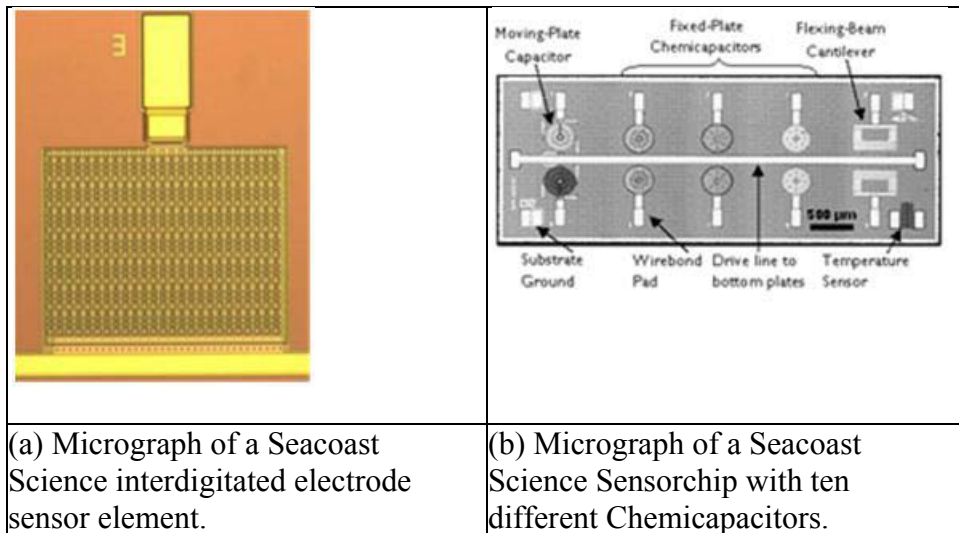 3
Moving-Plate
Capacitor
Fixed-Plate
Chemicapacitors
Flexing-Beam
Cantilever
500 μm
Substrate
Ground
Wirebond
Pad
Drive line to
bottom plates
Temperature
Sensor
(a) Micrograph of a Seacoast
Science interdigitated electrode
sensor element.
(b) Micrograph of a Seacoast
Science Sensorchip with ten
different Chemicapacitors.